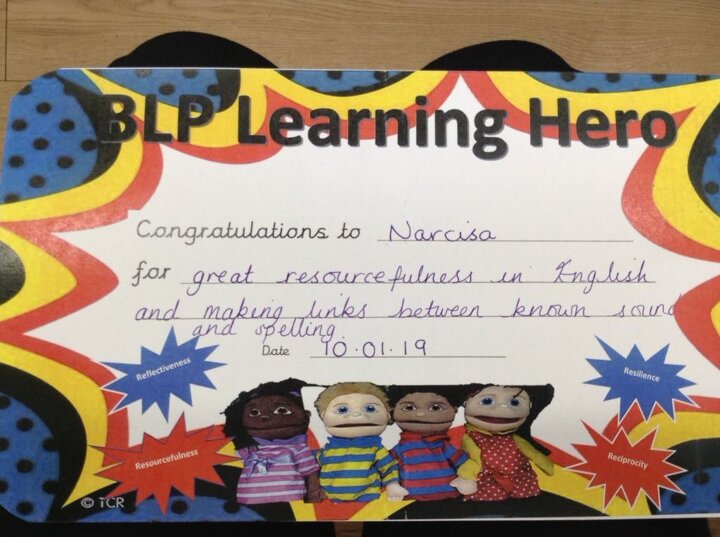 BLP Learning Hero
Congratulations to Narcisa
for great resourcefulness in English
and making links between known sound
and spelling.
Date 10.01.19
Reflectiveness
Resilience
Resourcefulness
Reciprocity
© TCR